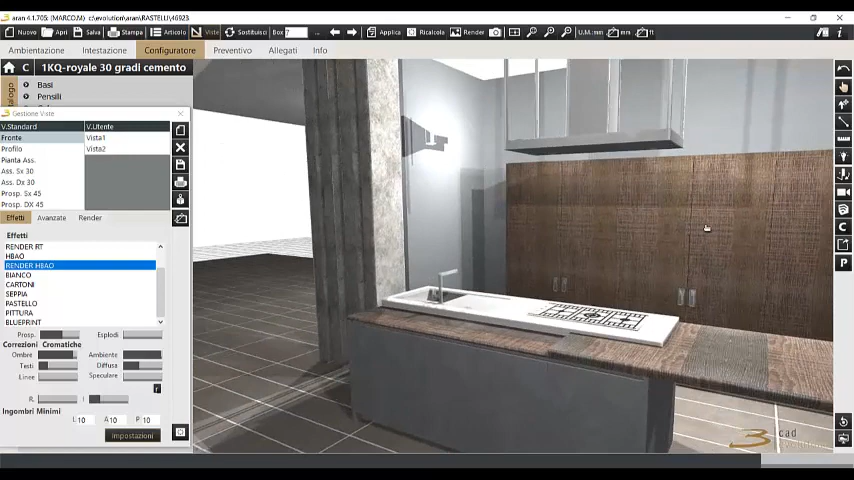 aran 4.1.705: (MARCO.M) c:\evolution\aran\RASTELLI\46923
Nuovo Apri Salva Stampa Articolo Viste Sostituisci Box 7 ... Applica Ricalcola Render U.M.: mm ft
Ambientazione Intestazione Configuratore Preventivo Allegati Info
C 1KQ-royale 30 gradi cemento
Basi
Pensili
Gestione Viste
V.Standard V.Utente
Fronte Vista1
Profilo Vista2
Pianta Ass.
Ass. Sx 30
Ass. Dx 30
Prosp. Sx 45
Prosp. DX 45
Effetti Avanzate Render
Effetti
RENDER RT
HBAO
RENDER HBAO
BIANCO
CARTONI
SEPPIA
PASTELLO
PITTURA
BLUEPRINT
Prosp. Esplodi
Correzioni Cromatiche
Ombre Ambiente
Testi Diffusa
Linee Speculare
r
R. I
Ingombri Minimi
L 10 A 10 P 10
Impostazioni
C
P
3 cad